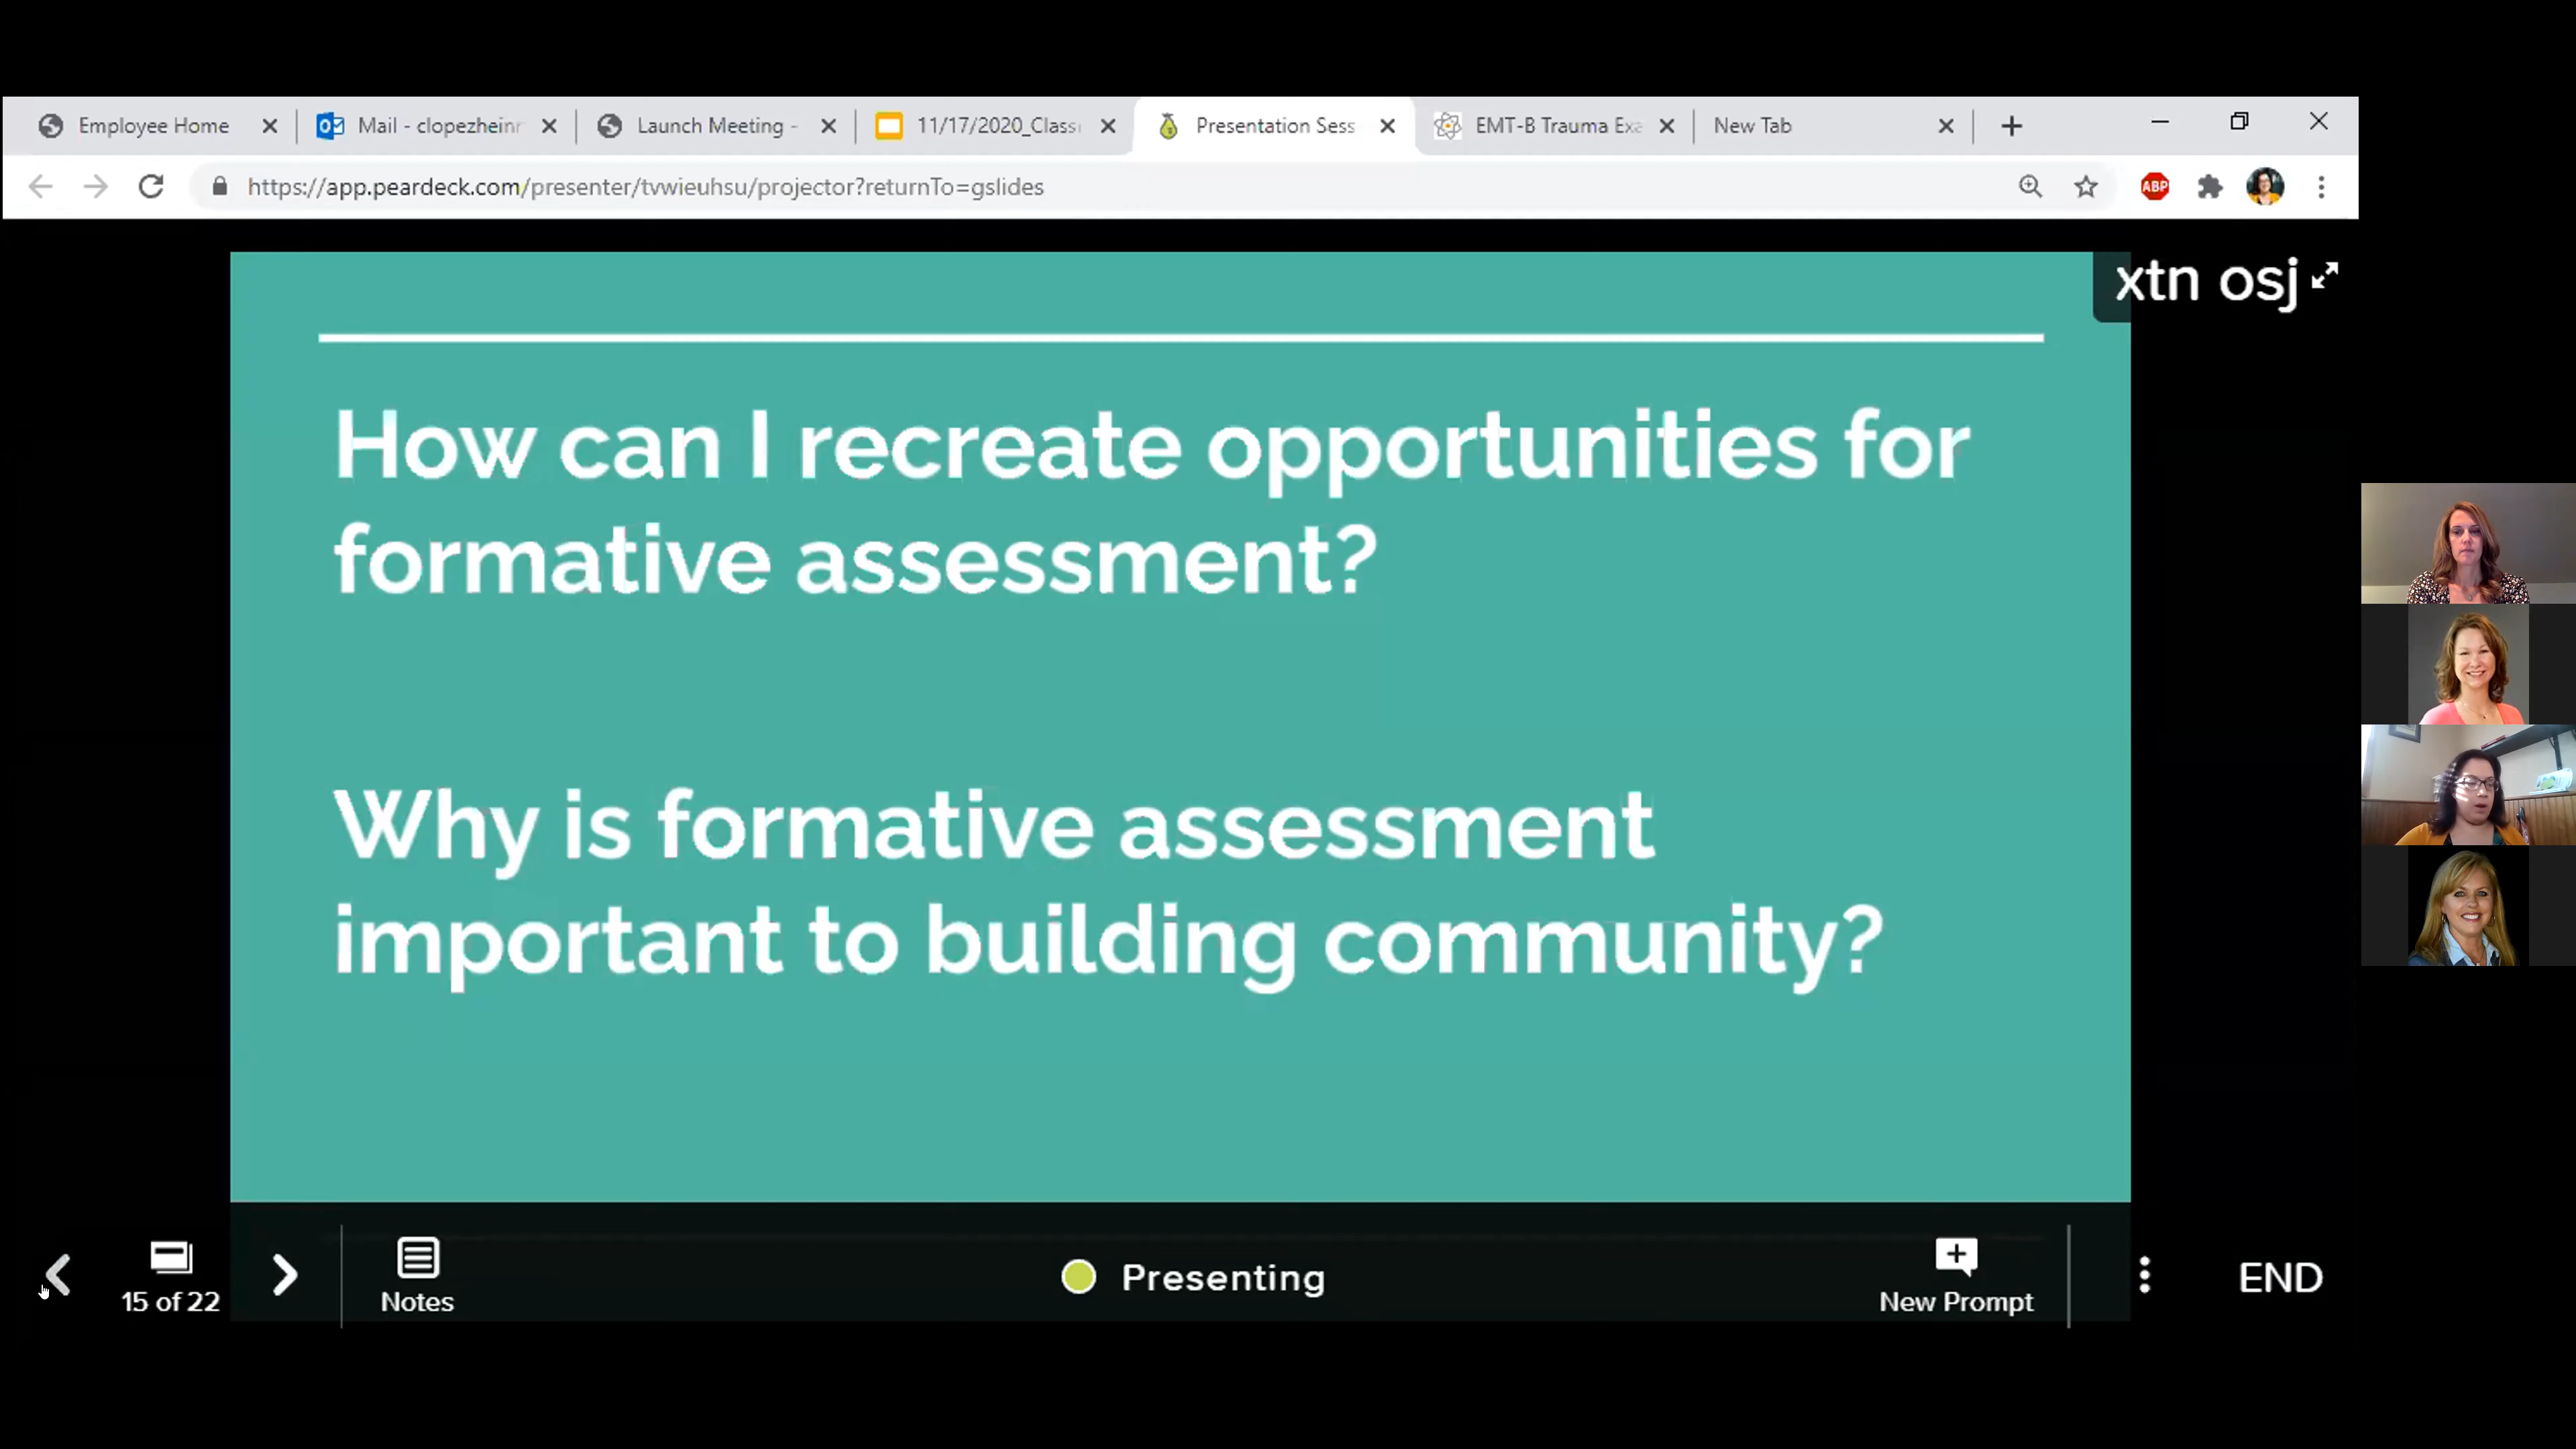 Employee Home
Mail - clopezhein
Launch Meeting -
11/17/2020_Class
Presentation Sess
EMT-B Trauma Exa
New Tab
https://app.peardeck.com/presenter/tvwieuhsu/projector?returnTo=gslides
ABP
xtn osj
How can I recreate opportunities for
formative assessment?
Why is formative assessment
important to building community?
15 of 22
Notes
Presenting
New Prompt
END